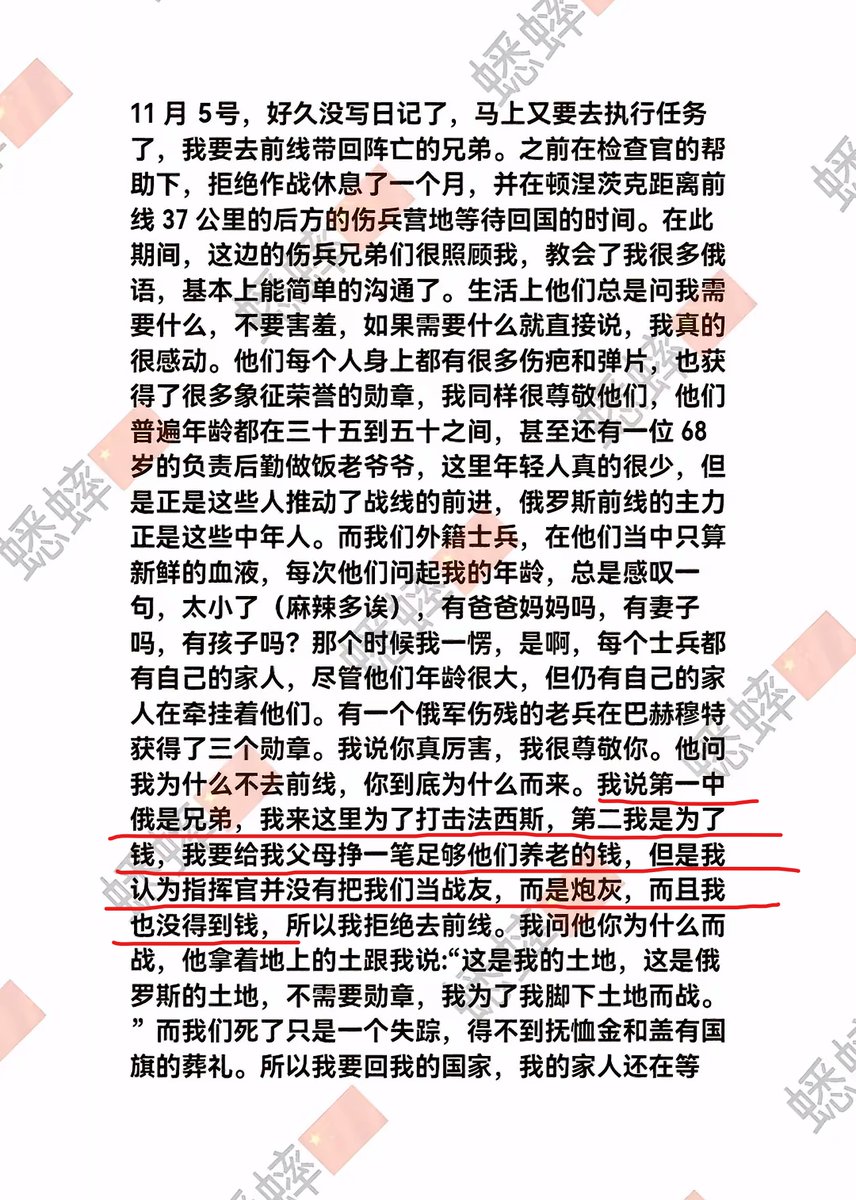 11 月 5号，好久没写日记了，马上又要去执行任务
了，我要去前线带回阵亡的兄弟。之前在检查官的帮
助下，拒绝作战休息了一个月，并在顿涅茨克距离前
线 37 公里的后方的伤兵营地等待回国的时间。在此
期间，这边的伤兵兄弟们很照顾我，教会了我很多俄
语，基本上能简单的沟通了。生活上他们总是问我需
要什么，不要害羞，如果需要什么就直接说，我真的
很感动。他们每个人身上都有很多伤疤和弹片，也获
得了很多象征荣誉的勋章，我同样很尊敬他们，他们
普遍年龄都在三十五到五十之间，甚至还有一位 68
岁的负责后勤做饭老爷爷，这里年轻人真的很少，但
是正是这些人推动了战线的前进，俄罗斯前线的主力
正是这些中年人。而我们外籍士兵，在他们当中只算
新鲜的血液，每次他们问起我的年龄，总是感叹一
句，太小了（麻辣多诶），有爸爸妈妈吗，有妻子
吗，有孩子吗？那个时候我一愣，是啊，每个士兵都
有自己的家人，尽管他们年龄很大，但仍有自己的家
人在牵挂着他们。有一个俄军伤残的老兵在巴赫穆特
获得了三个勋章。我说你真厉害，我很尊敬你。他问
我为什么不去前线，你到底为什么而来。我说第一中
俄是兄弟，我来这里为了打击法西斯，第二我是为了
钱，我要给我父母挣一笔足够他们养老的钱，但是我
认为指挥官并没有把我们当战友，而是炮灰，而且我
也没得到钱，所以我拒绝去前线。我问他你为什么而
战，他拿着地上的土跟我说:“这是我的土地，这是俄
罗斯的土地，不需要勋章，我为了我脚下土地而战。
”而我们死了只是一个失踪，得不到抚恤金和盖有国
旗的葬礼。所以我要回我的国家，我的家人还在等
蟋蟀
蟋蟀
蟋蟀
蟋蟀
蟋蟀
蟋蟀
蟋蟀
蟋蟀
蟋蟀
蟋蟀
蟋蟀
蟋蟀